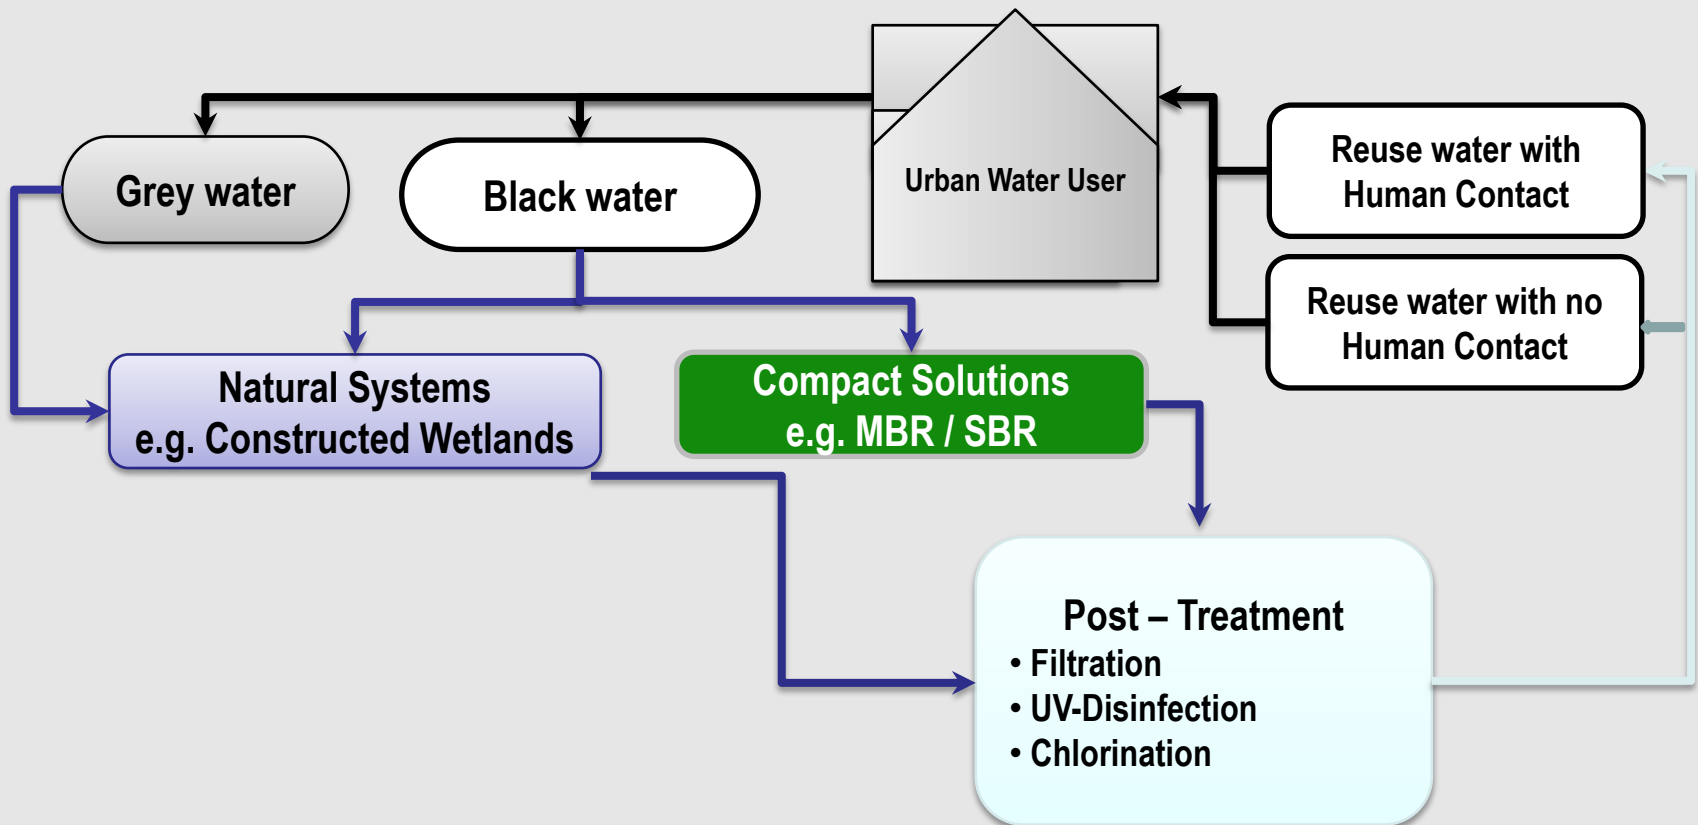 Urban Water User
Grey water
Black water
Reuse water with
Human Contact
Reuse water with no
Human Contact
Natural Systems
e.g. Constructed Wetlands
Compact Solutions
e.g. MBR / SBR
Post – Treatment
• Filtration
• UV-Disinfection
• Chlorination